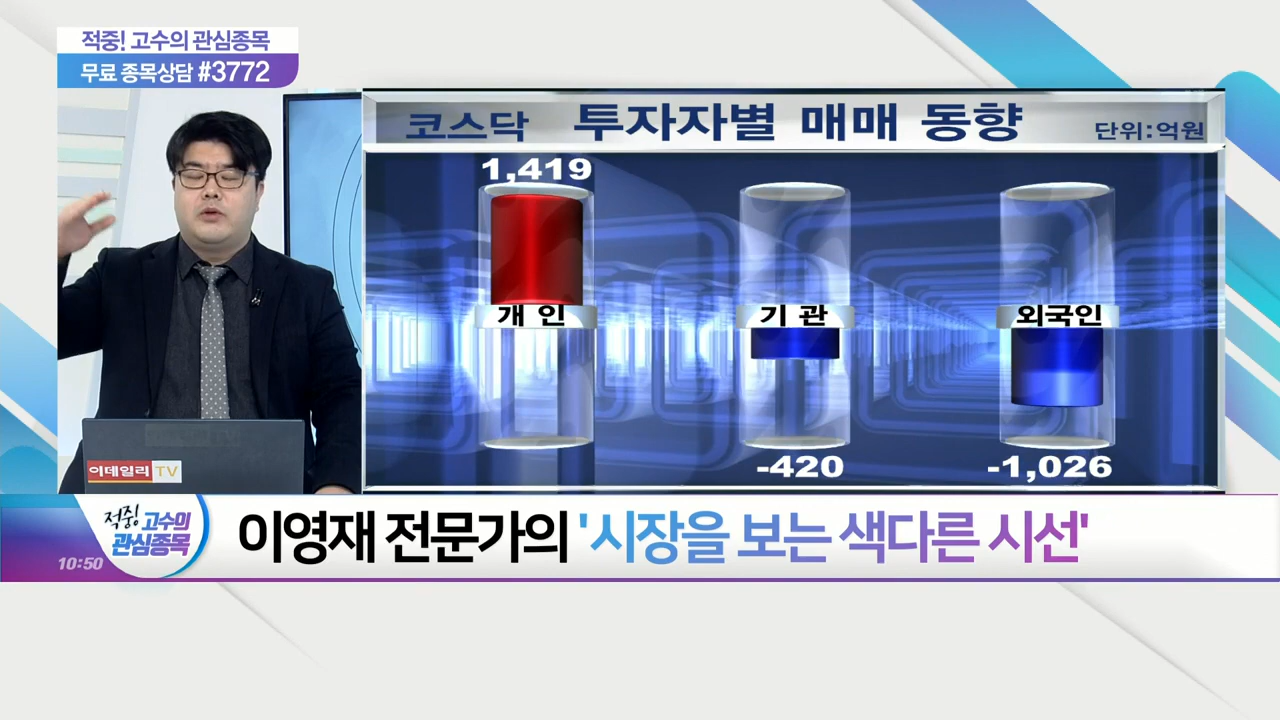 적중! 고수의 관심종목
무료 종목상담 #3772
코스닥 투자자별 매매 동향 단위:억원
1,419
개인 기관 외국인
-420 -1,026
이데일리TV
적중! 고수의
관심종목
10:50
이영재 전문가의 '시장을 보는 색다른 시선'